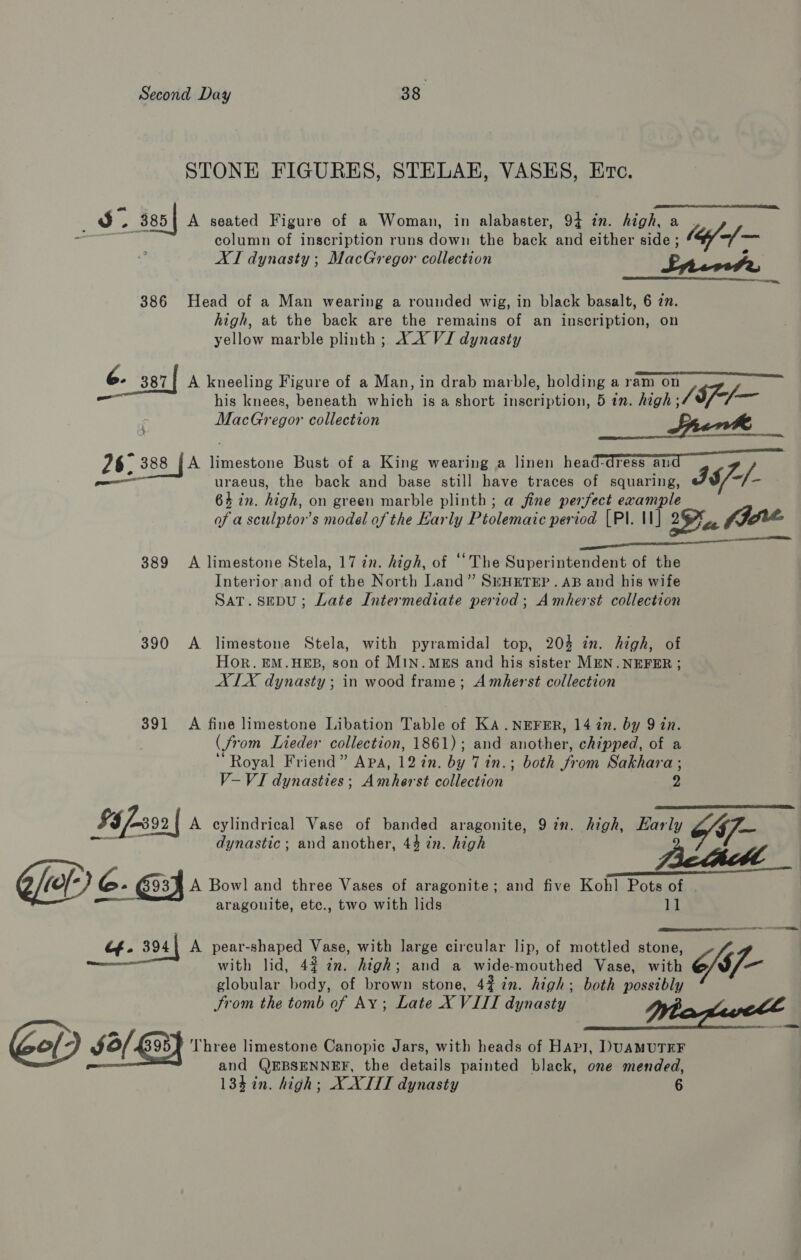 Second Day 38
STONE FIGURES, STELAE, VASES, ETC.
385 A seated Figure of a Woman, in alabaster, 9¼ in. high, a
column of inscription runs down the back and either side;
XI dynasty; MacGregor collection
386 Head of a Man wearing a rounded wig, in black basalt, 6 in.
high, at the back are the remains of an inscription, on
yellow marble plinth; XXVI dynasty
6- 387 A kneeling Figure of a Man, in drab marble, holding a ram on
his knees, beneath which is a short inscription, 5 in. high;
MacGregor collection
26- 388 A limestone Bust of a King wearing a linen head-dress and
uraeus, the back and base still have traces of squaring,
6½ in. high, on green marble plinth; a fine perfect example
of a sculptor's model of the Early Ptolemaic period [Pl. II]
389 A limestone Stela, 17 in. high, of "The Superintendent of the
Interior and of the North Land" SEHETEP.AB and his wife
SAT.SEDU; Late Intermediate period; Amherst collection
390 A limestone Stela, with pyramidal top, 20½ in. high, of
HOR.EM.HEB, son of MIN.MES and his sister MEN.NEFER;
XIX dynasty; in wood frame; Amherst collection
391 A fine limestone Libation Table of KA.NEFER, 14 in. by 9 in.
(from Lieder collection, 1861); and another, chipped, of a
"Royal Friend" APA, 12 in. by 7 in.; both from Sakhara;
V–VI dynasties; Amherst collection 2
392 A cylindrical Vase of banded aragonite, 9 in. high, Early
dynastic; and another, 4½ in. high 2
6- 393 A Bowl and three Vases of aragonite; and five Kohl Pots of
aragonite, etc., two with lids 11
394 A pear-shaped Vase, with large circular lip, of mottled stone,
with lid, 4¾ in. high; and a wide-mouthed Vase, with
globular body, of brown stone, 4¾ in. high; both possibly
from the tomb of AY; Late XVIII dynasty
395 Three limestone Canopic Jars, with heads of HAPI, DUAMUTEF
and QEBSENNEF, the details painted black, one mended,
13½ in. high; XXIII dynasty 6